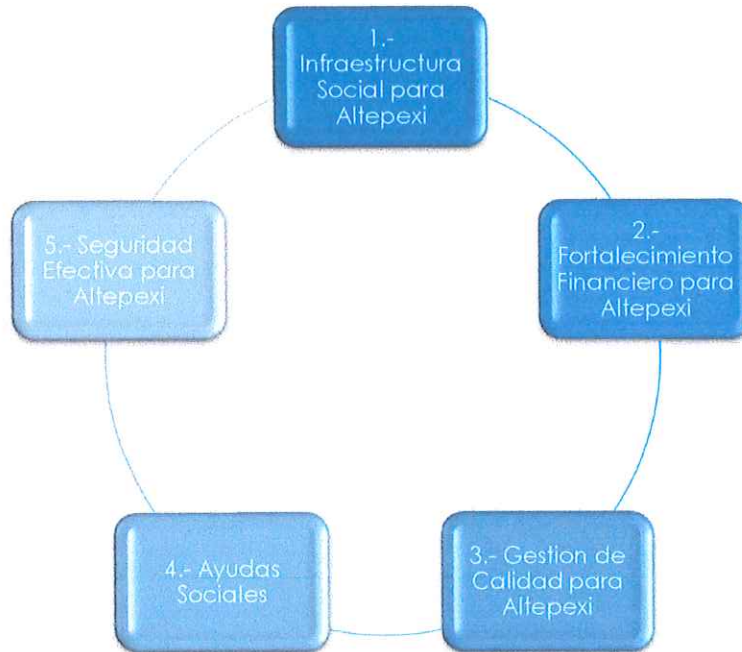 1.-
Infraestructura
Social para
Altepexi
2.-
Fortalecimiento
Financiero para
Altepexi
3.- Gestion de
Calidad para
Altepexi
4.- Ayudas
Sociales
5.- Seguridad
Efectiva para
Altepexi